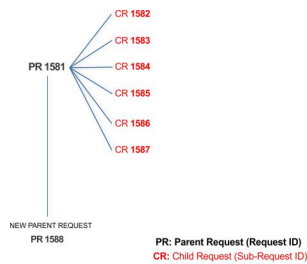 CR 1582
CR 1583
PR 1581
CR 1584
CR 1585
CR 1586
CR 1587
NEW PARENT REQUEST
PR 1588
PR: Parent Request (Request ID)
CR: Child Request (Sub-Request ID)